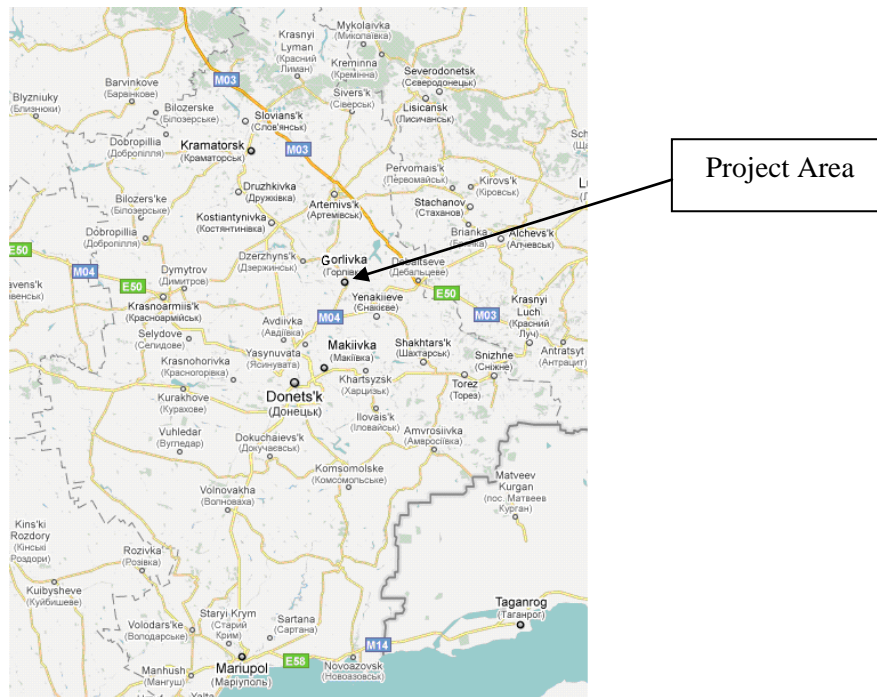 Mykolaivka
(Миколаївка)
Krasnyi
Lyman
(Красний
Лиман)
Kreminna
(Кремінна)
M03
Severodonetsk
(Сєвєродонецьк)
Barvinkove
(Барвінкове)
Blyzniuky
(Близнюки)
Sivers'k
(Сіверськ)
Lisicansk
(Лисичанськ)
Bilozerske
(Білозерське)
Slovians'k
(Слов'янськ)
Dobropillia
(Добропілля)
Kramatorsk
(Краматорськ)
M03
Project Area
Pervomais'k
(Первомайськ)
Kirovs'k
(Кіровськ)
Druzhkivka
(Дружківка)
Artemivs'k
(Артемівськ)
Stachanov
(Стаханов)
Bilozers'ke
(Білозерське)
Kostiantynivka
(Костянтинівка)
Brianka
Alchevs'k
(Алчевськ)
Dobropillia
(Добропілля)
E50
Dzerzhyns'k
(Дзержинськ)
Gorlivka
(Горлівка)
Debaltseve
(Дебальцеве)
M04
Dymytrov
(Димитров)
E50
E50
Krasnoarmiis'k
(Красноармійськ)
Yenakiieve
(Єнакієве)
Krasnyi
Luch
(Красний
Луч)
M03
M04
Avdiivka
(Авдіївка)
Selydove
(Селидове)
Makiivka
(Макіївка)
Shakhtars'k
(Шахтарськ)
Snizhne
(Сніжне)
Antratsyt
(Антрацит)
Yasynuvata
(Ясинувата)
Krasnohorivka
(Красногорівка)
Khartsyzsk
(Харцизьк)
Torez
(Торез)
Kurakhove
(Курахове)
Donets'k
(Донецьк)
Ilovais'k
(Іловайськ)
Vuhledar
(Вугледар)
Dokuchaievs'k
(Докучаєвськ)
Amvrosiivka
(Амвросіївка)
Komsomolske
(Комсомольське)
Matveev
Kurgan
(пос. Матвеев
Курган)
Volnovakha
(Волноваха)
Kins'ki
Rozdory
(Кінські
Роздори)
Rozivka
(Розівка)
Kuibysheve
(Куйбишеве)
Taganrog
(Таганрог)
Staryi Krym
(Старий
Крим)
Sartana
(Сартана)
Volodars'ke
(Володарське)
M14
Mariupol
(Маріуполь)
E58
Novoazovsk
(Новоазовськ)
Manhush
(Мангуш)
Yalta